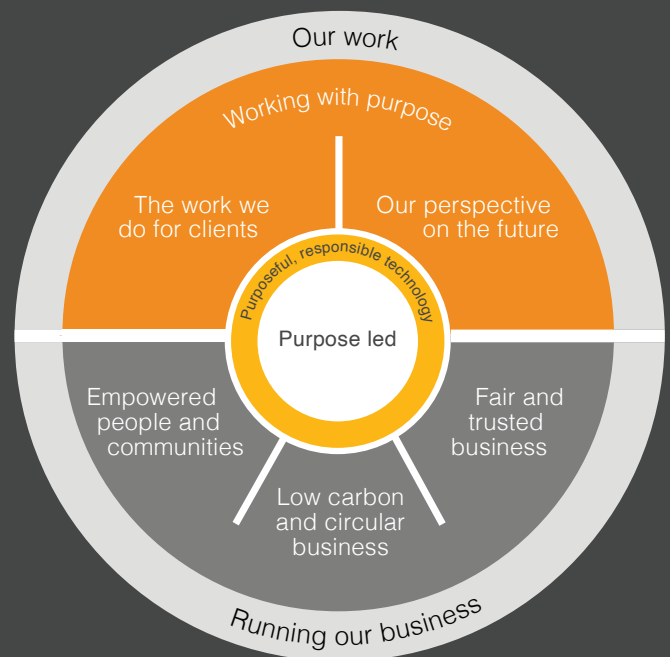 Our work
Working with purpose
The work we
do for clients
Our perspective
on the future
Purposeful, responsible technology
Purpose led
Empowered
people and
communities
Low carbon
and circular
business
Fair and
trusted
business
Running our business